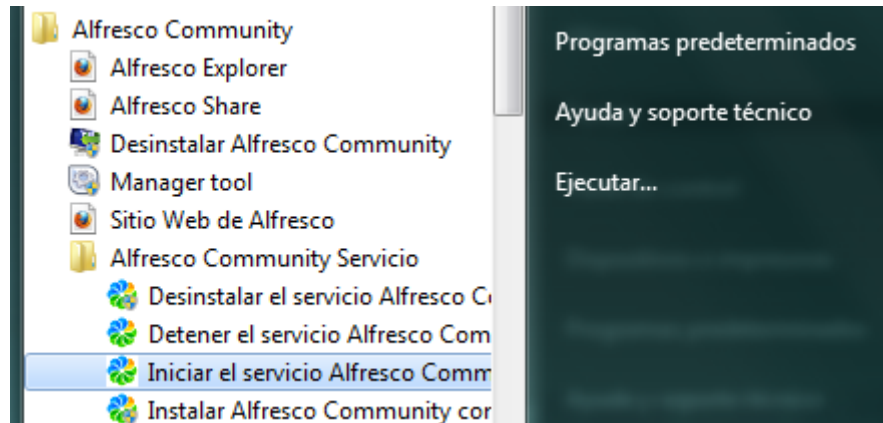 Alfresco Community
Alfresco Explorer
Alfresco Share
Desinstalar Alfresco Community
Manager tool
Sitio Web de Alfresco
Alfresco Community Servicio
Desinstalar el servicio Alfresco C
Detener el servicio Alfresco Com
Iniciar el servicio Alfresco Comm
Instalar Alfresco Community cor
Programas predeterminados
Ayuda y soporte técnico
Ejecutar...